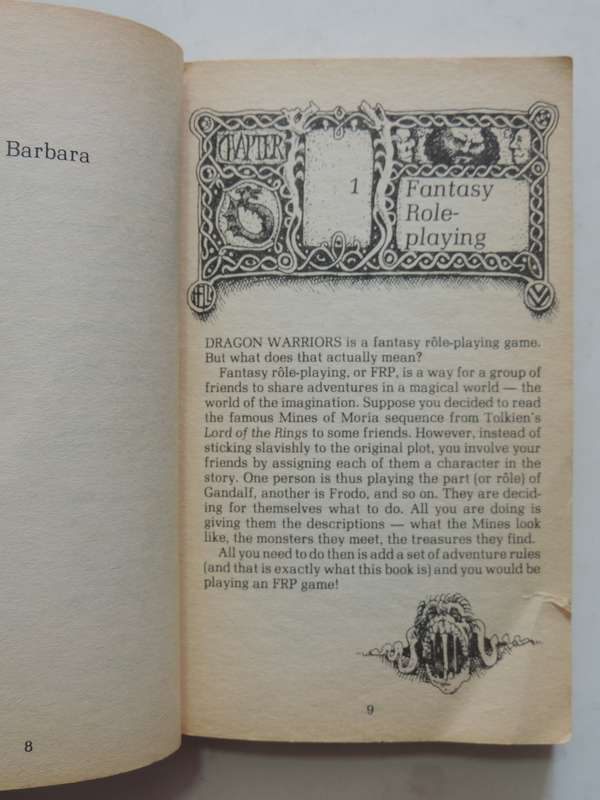 Barbara
8
CHAPTER
1
Fantasy
Role-
playing
DRAGON WARRIORS is a fantasy rôle-playing game.
But what does that actually mean?
Fantasy rôle-playing, or FRP, is a way for a group of
friends to share adventures in a magical world — the
world of the imagination. Suppose you decided to read
the famous Mines of Moria sequence from Tolkien's
Lord of the Rings to some friends. However, instead of
sticking slavishly to the original plot, you involve your
friends by assigning each of them a character in the
story. One person is thus playing the part (or rôle) of
Gandalf, another is Frodo, and so on. They are decid-
ing for themselves what to do. All you are doing is
giving them the descriptions — what the Mines look
like, the monsters they meet, the treasures they find.
All you need to do then is add a set of adventure rules
(and that is exactly what this book is) and you would be
playing an FRP game!
9